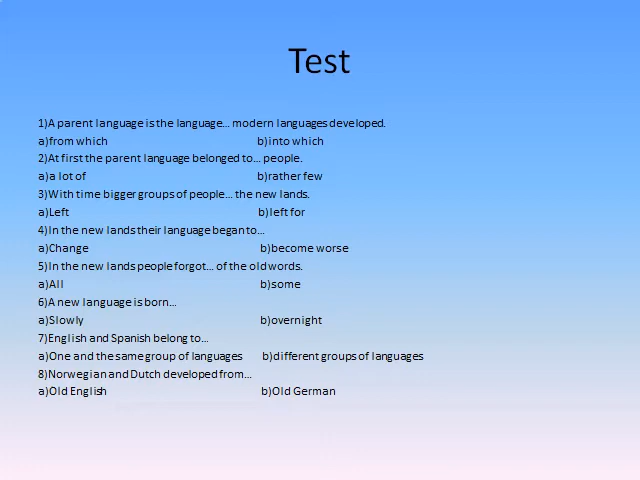 Test
1)A parent language is the language… modern languages developed.
a)from which b)into which
2)At first the parent language belonged to… people.
a)a lot of b)rather few
3)With time bigger groups of people… the new lands.
a)Left b)left for
4)In the new lands their language began to…
a)Change b)become worse
5)In the new lands people forgot… of the old words.
a)All b)some
6)A new language is born…
a)Slowly b)overnight
7)English and Spanish belong to…
a)One and the same group of languages b)different groups of languages
8)Norwegian and Dutch developed from…
a)Old English b)Old German